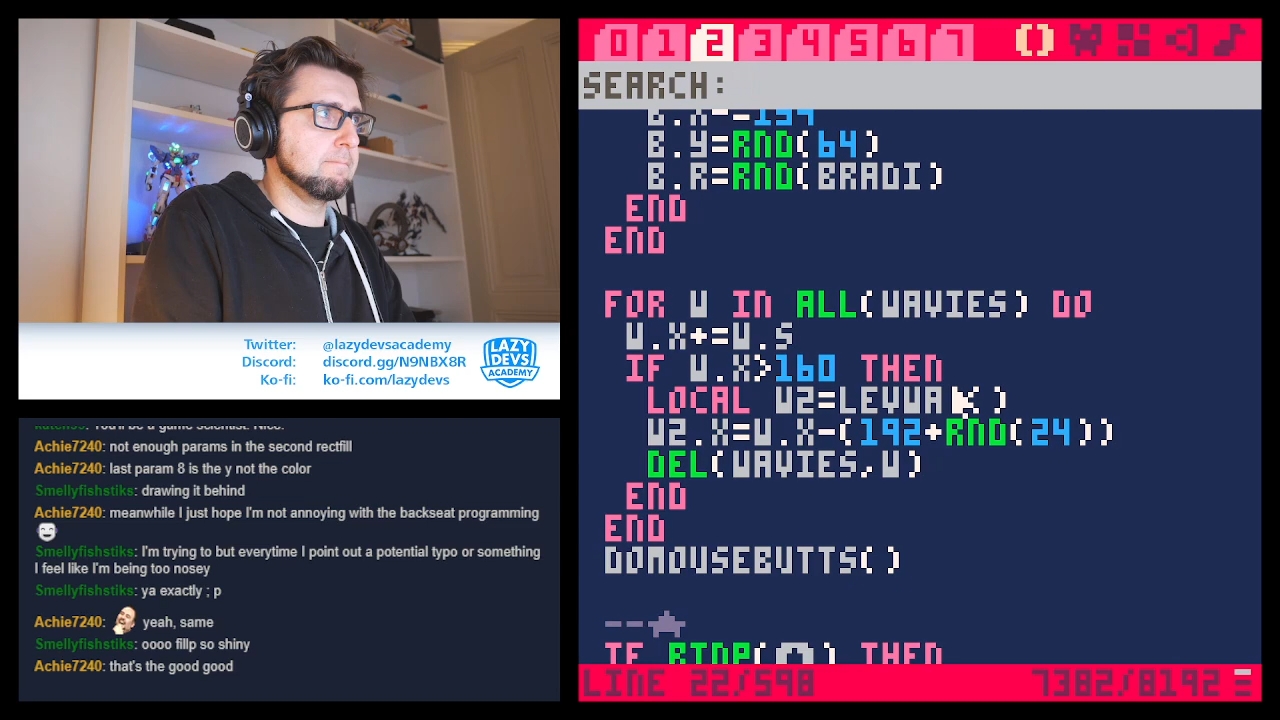 Twitter: @lazydevsacademy
Discord: discord.gg/N9NBX8R
Ko-fi: ko-fi.com/lazydevs
LAZY
DEVS
ACADEMY
Achie7240: not enough params in the second rectfill
Achie7240: last param 8 is the y not the color
Smellyfishstiks: drawing it behind
Achie7240: meanwhile I just hope I'm not annoying with the backseat programming
Smellyfishstiks: I'm trying to but everytime I point out a potential typo or something
I feel like I'm being too nosey
Smellyfishstiks: ya exactly ; p
Achie7240: yeah, same
Smellyfishstiks: oooo fillp so shiny
Achie7240: that's the good good
0 1 2 3 4 5 6 7 ()
SEARCH:
B.Y=RND(64)
B.R=RND(BRADI)
END
END
FOR W IN ALL(WAVIES) DO
W.X+=W.S
IF W.X>160 THEN
LOCAL W2=LEVWA )
W2.X=W.X-(192+RND(24))
DEL(WAVIES,W)
END
END
DOMOUSEBUTTS()
--
IF BTNP( ) THEN
LINE 22/598 7382/8192